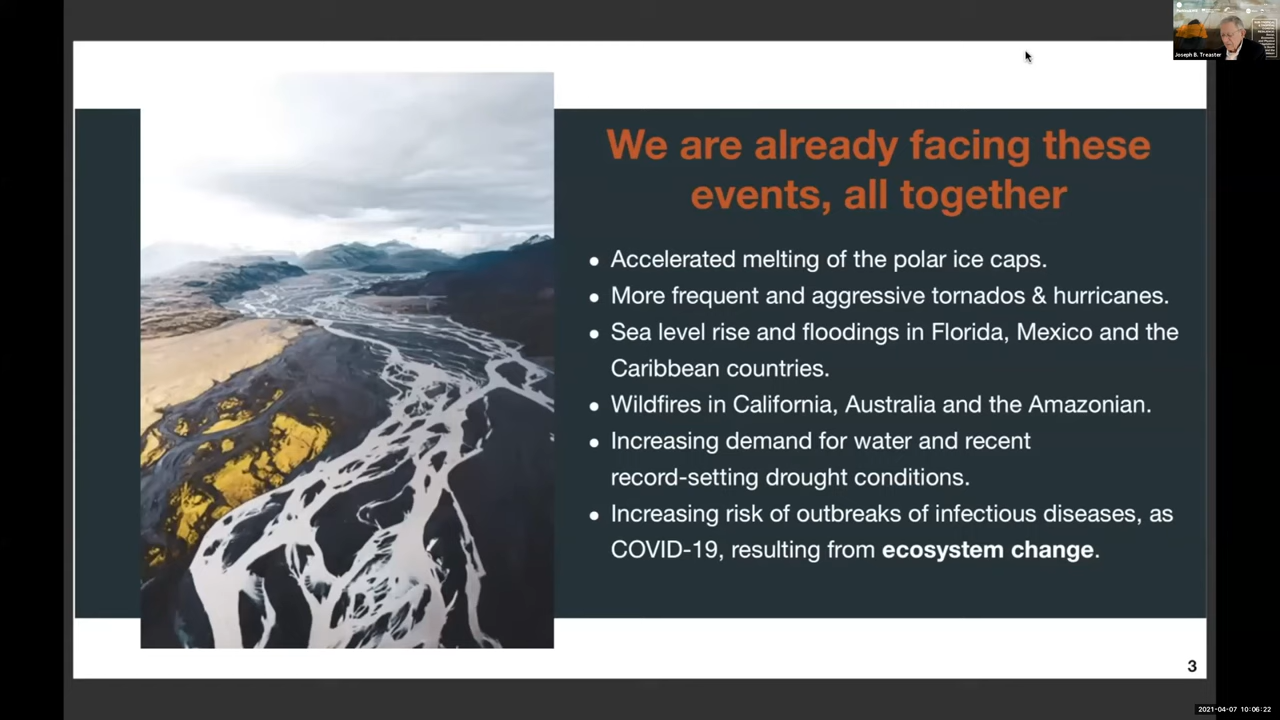 Joseph B. Treaster
We are already facing these
events, all together
• Accelerated melting of the polar ice caps.
• More frequent and aggressive tornados & hurricanes.
• Sea level rise and floodings in Florida, Mexico and the
Caribbean countries.
• Wildfires in California, Australia and the Amazonian.
• Increasing demand for water and recent
record-setting drought conditions.
• Increasing risk of outbreaks of infectious diseases, as
COVID-19, resulting from ecosystem change.
3
2021-04-07 10:06:22